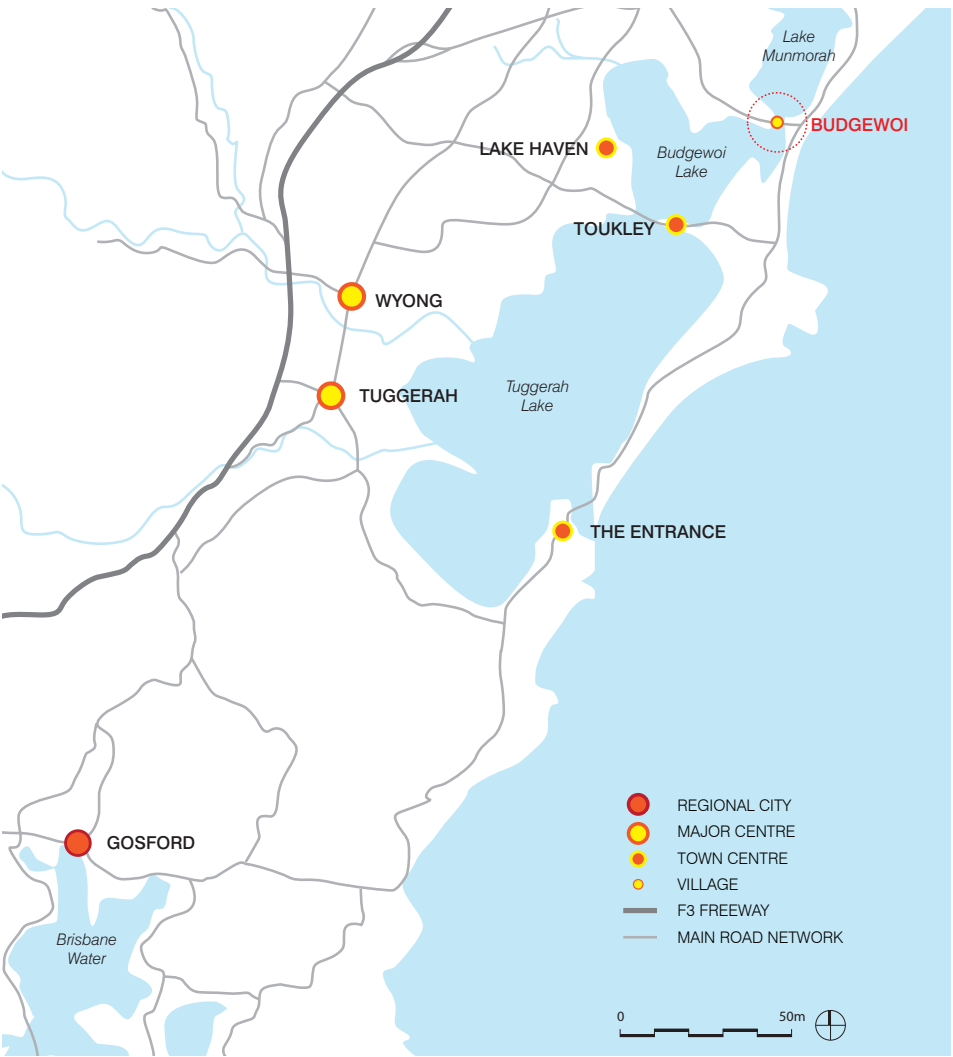 Lake
Munmorah
BUDGEWOI
LAKE HAVEN
Budgewoi
Lake
TOUKLEY
WYONG
TUGGERAH
Tuggerah
Lake
THE ENTRANCE
GOSFORD
Brisbane
Water
REGIONAL CITY
MAJOR CENTRE
TOWN CENTRE
VILLAGE
F3 FREEWAY
MAIN ROAD NETWORK
0 50m